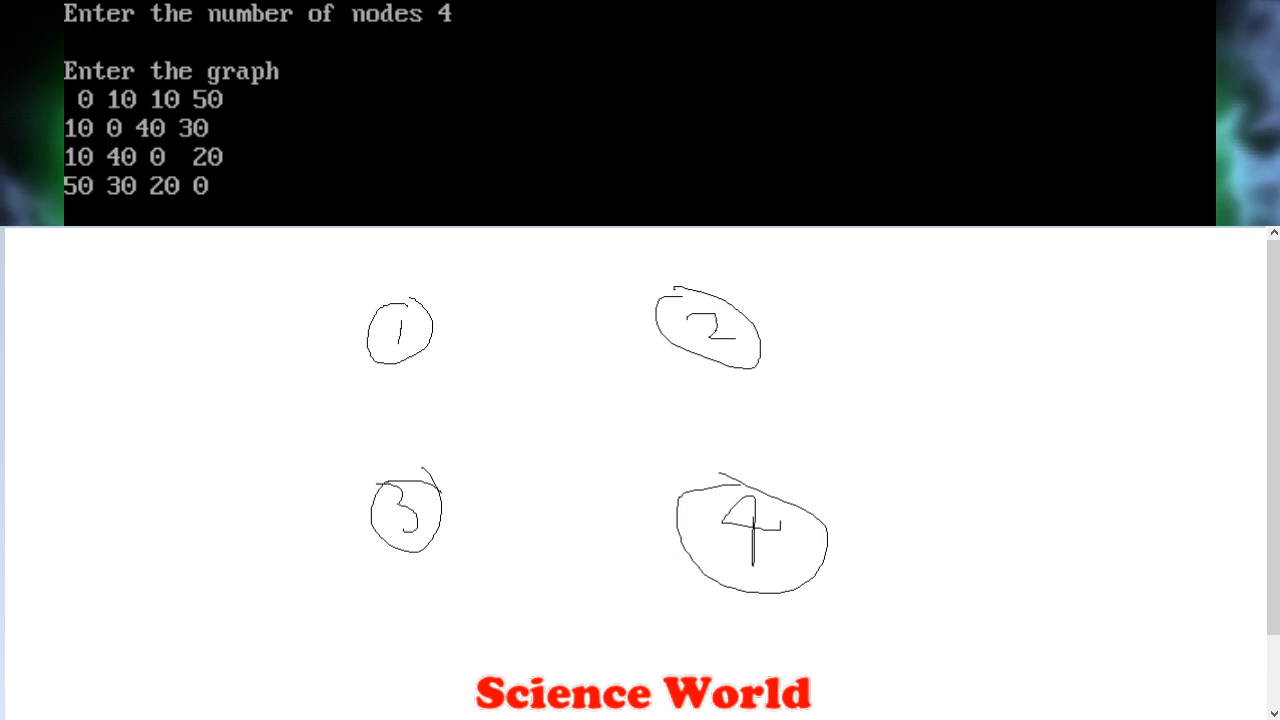 Enter the number of nodes 4
Enter the graph
0 10 10 50
10 0 40 30
10 40 0 20
50 30 20 0
1 2
3 4
Science World